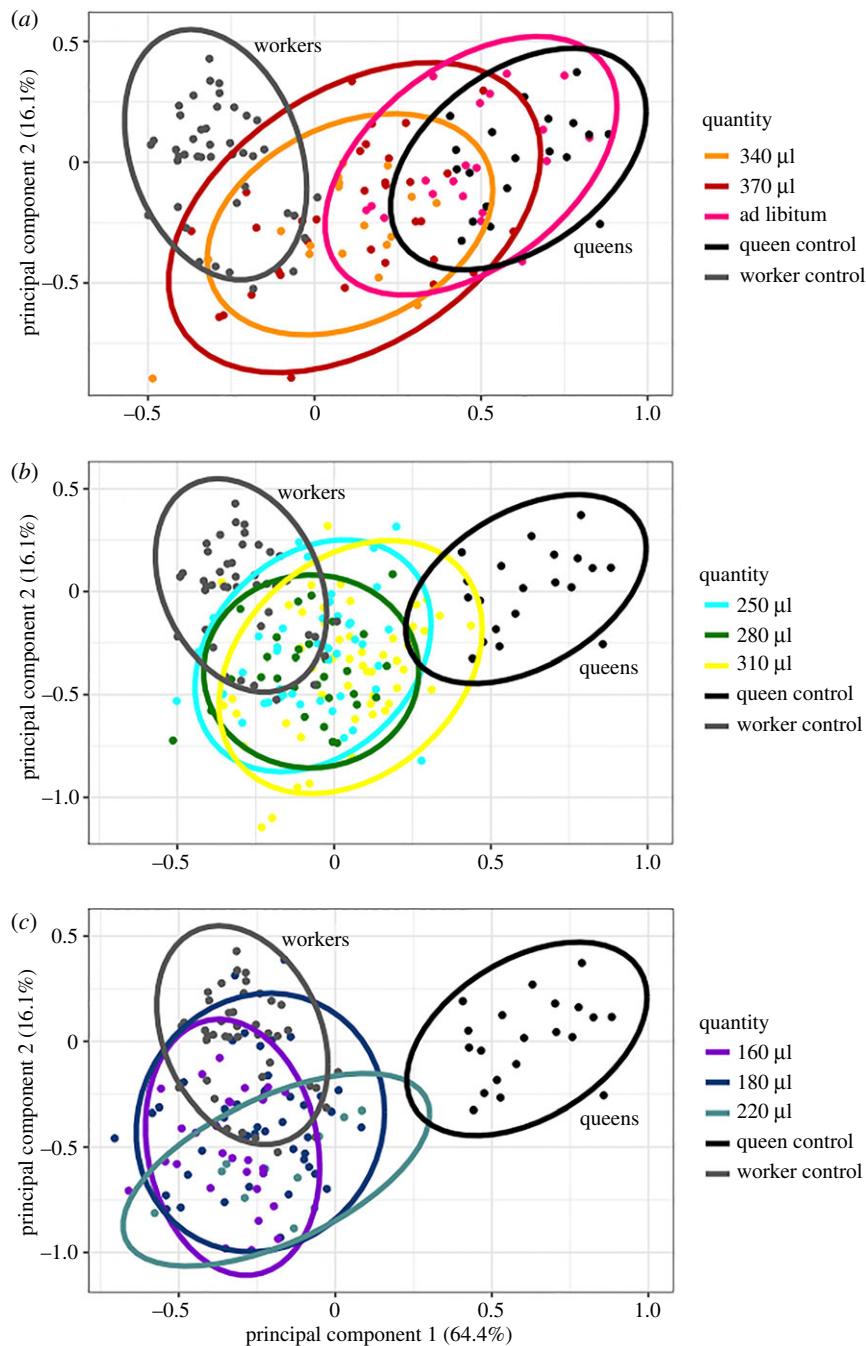 (a)
0.5
0
–0.5
principal component 2 (16.1%)
workers
queens
–0.5
0
0.5
1.0
quantity
340 µl
370 µl
ad libitum
queen control
worker control
(b)
0.5
0
–0.5
–1.0
principal component 2 (16.1%)
workers
queens
–0.5
0
0.5
1.0
quantity
250 µl
280 µl
310 µl
queen control
worker control
(c)
0.5
0
–0.5
–1.0
principal component 2 (16.1%)
workers
queens
–0.5
0
0.5
1.0
principal component 1 (64.4%)
quantity
160 µl
180 µl
220 µl
queen control
worker control